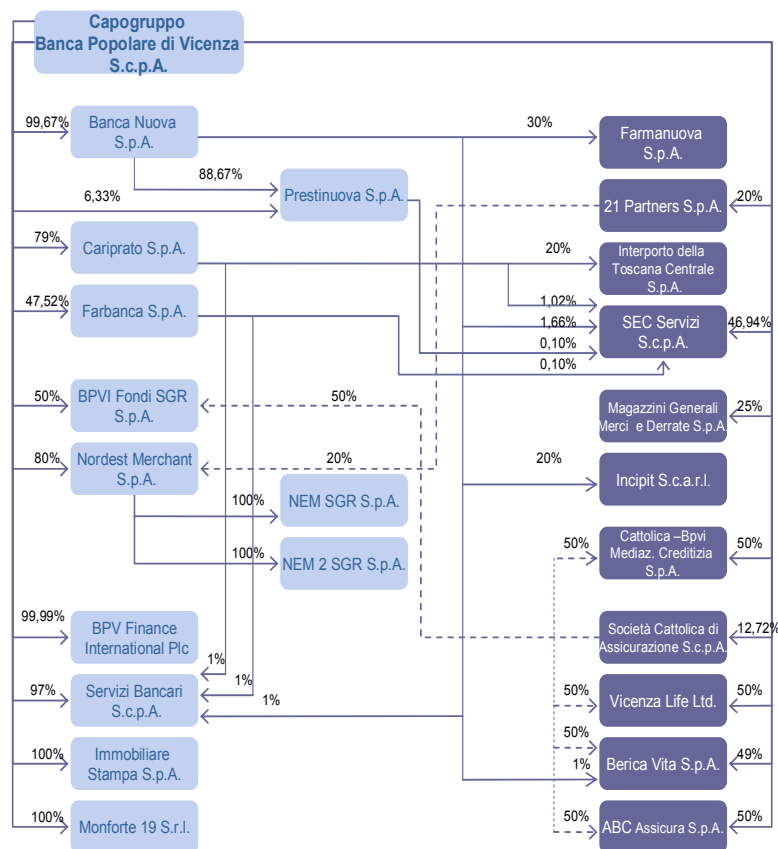 Capogruppo
Banca Popolare di Vicenza
S.c.p.A.
99,67%
Banca Nuova
S.p.A.
30%
Farmanuova
S.p.A.
88,67%
6,33%
Prestinuova S.p.A.
21 Partners S.p.A.
20%
79%
Cariprato S.p.A.
20%
Interporto della
Toscana Centrale
S.p.A.
47,52%
Farbanca S.p.A.
1,02%
1,66%
0,10%
0,10%
SEC Servizi
S.c.p.A.
46,94%
50%
BPVI Fondi SGR
S.p.A.
50%
Magazzini Generali
Merci e Derrate S.p.A.
25%
80%
Nordest Merchant
S.p.A.
20%
20%
Incipit S.c.a.r.l.
100%
NEM SGR S.p.A.
100%
NEM 2 SGR S.p.A.
50%
Cattolica –Bpvi
Mediaz. Creditizia
S.p.A.
50%
99,99%
BPV Finance
International Plc
Società Cattolica di
Assicurazione S.c.p.A.
12,72%
1%
1%
1%
97%
Servizi Bancari
S.c.p.A.
50%
Vicenza Life Ltd.
50%
100%
Immobiliare
Stampa S.p.A.
50%
1%
Berica Vita S.p.A.
49%
100%
Monforte 19 S.r.l.
50%
ABC Assicura S.p.A.
50%